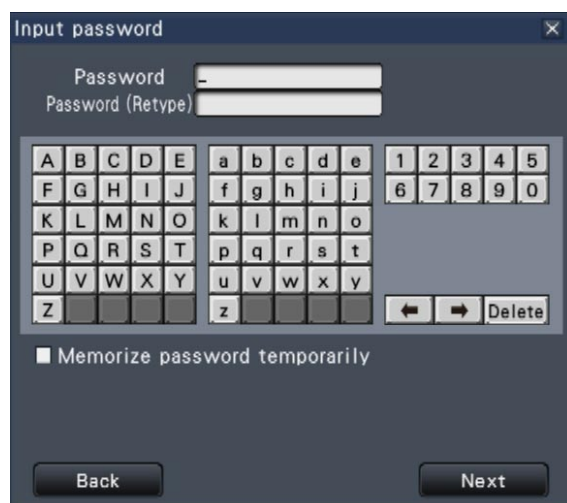 Input password ×
Password _
Password (Retype)
A B C D E a b c d e 1 2 3 4 5
F G H I J f g h i j 6 7 8 9 0
K L M N O k l m n o
P Q R S T p q r s t
U V W X Y u v w x y
Z z ← → Delete
Memorize password temporarily
Back Next